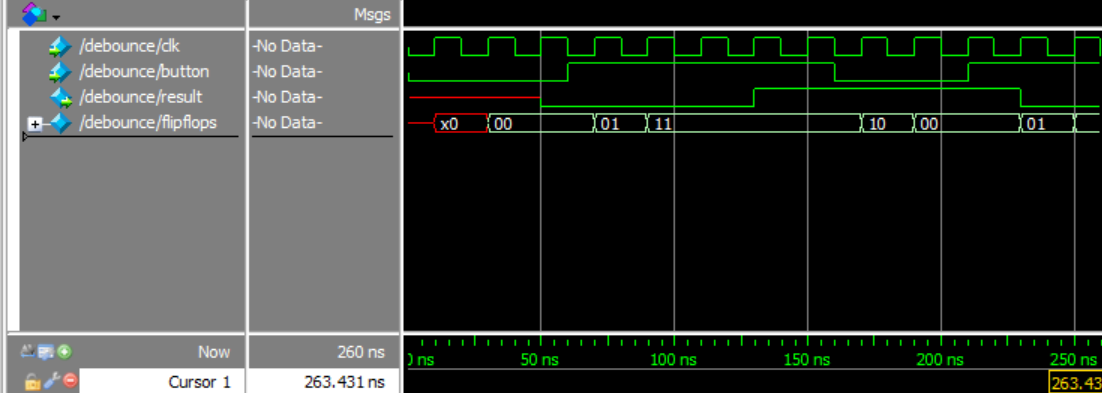 Msgs
/debounce/clk -No Data-
/debounce/button -No Data-
/debounce/result -No Data-
/debounce/flipflops -No Data- x0 00 01 11 10 00 01
Now 260 ns
ns 50 ns 100 ns 150 ns 200 ns 250 ns
Cursor 1 263.431 ns 263.43